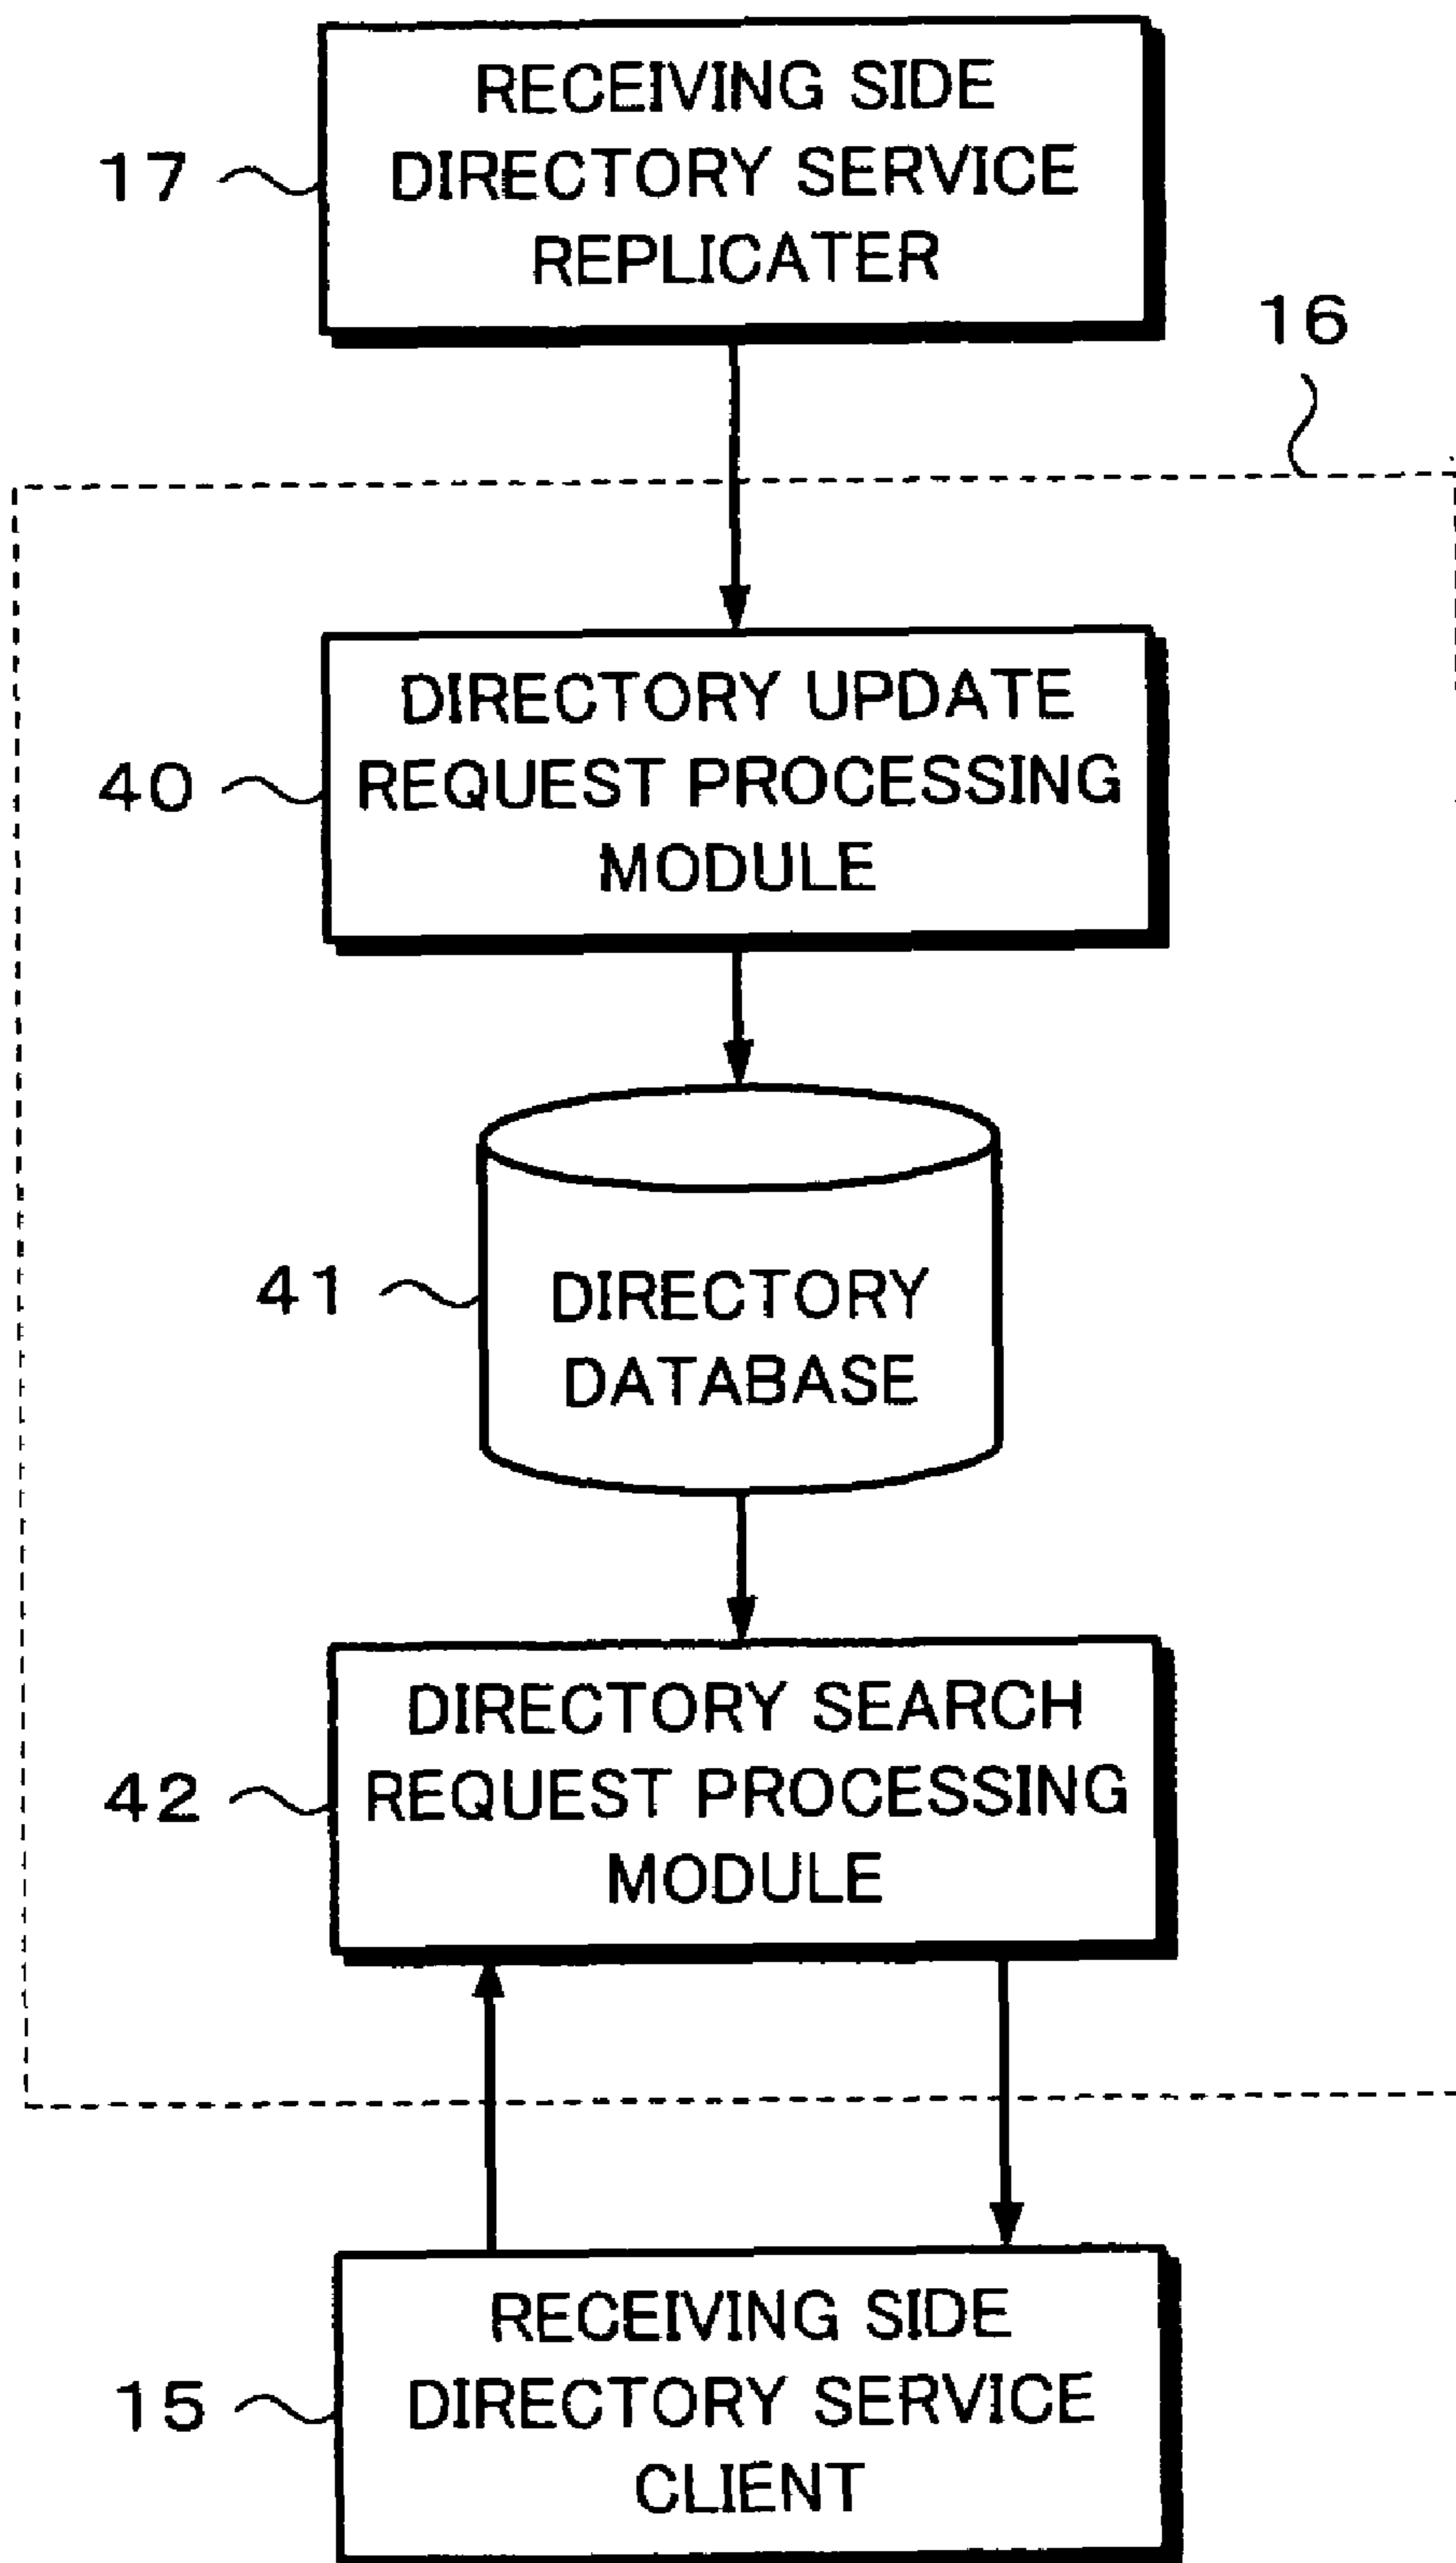 RECEIVING SIDE
17 DIRECTORY SERVICE
REPLICATER
16
DIRECTORY UPDATE
40 REQUEST PROCESSING
MODULE
41 DIRECTORY
DATABASE
DIRECTORY SEARCH
42 REQUEST PROCESSING
MODULE
RECEIVING SIDE
15 DIRECTORY SERVICE
CLIENT